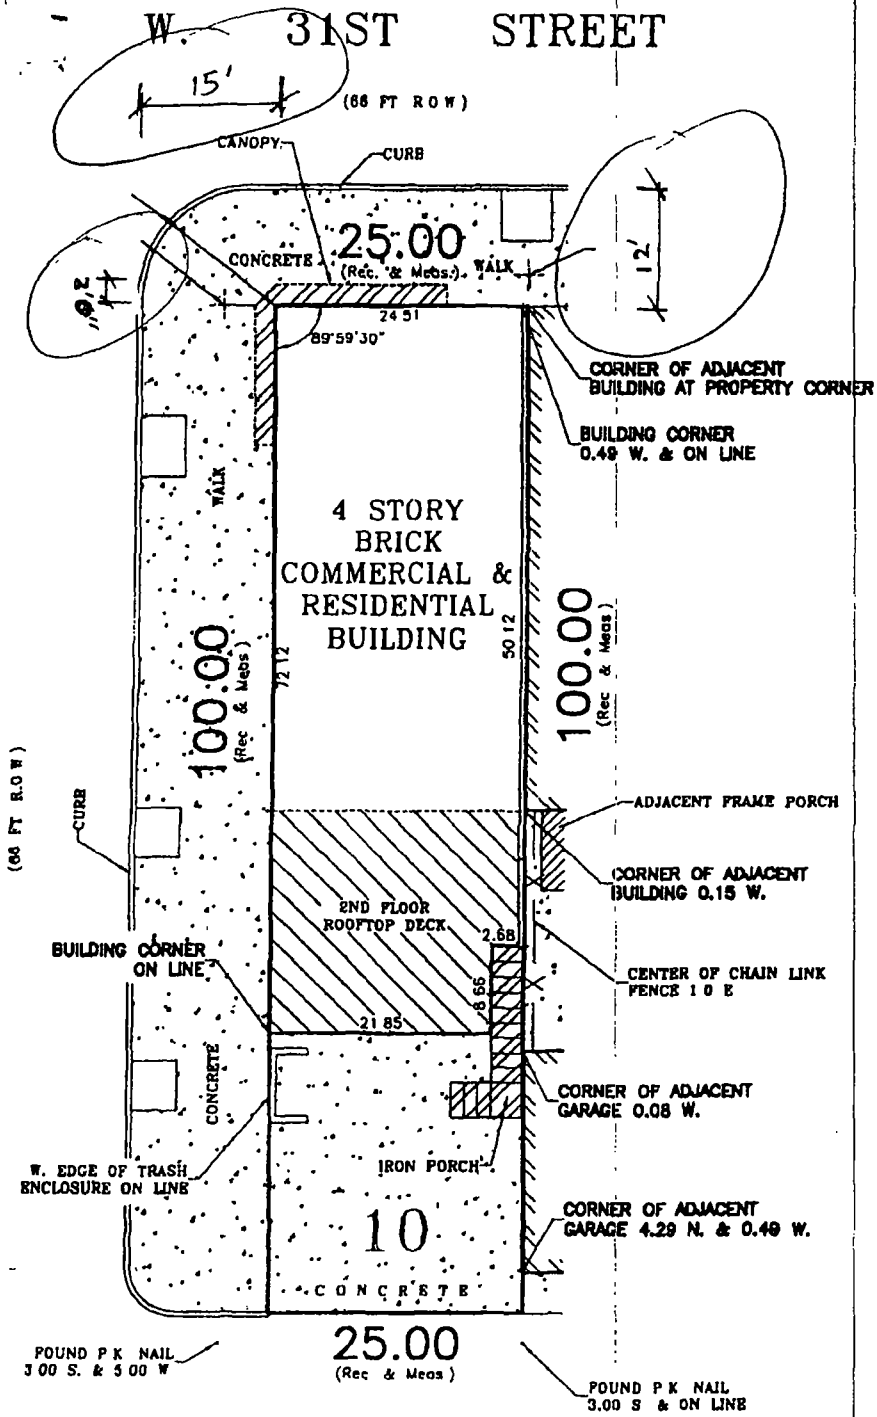 W. 31ST STREET
15'
(66 FT ROW)
CANOPY
CURB
25.00
(Rec. & Meas.)
CONCRETE
WALK
12'
2'6"
24 51
89°59'30"
CORNER OF ADJACENT
BUILDING AT PROPERTY CORNER
BUILDING CORNER
0.49 W. & ON LINE
WALK
4 STORY
BRICK
COMMERCIAL &
RESIDENTIAL
BUILDING
100.00
(Rec & Meas)
72 12
50 12
100.00
(Rec & Meas)
(66 FT R.O W)
CURB
ADJACENT FRAME PORCH
CORNER OF ADJACENT
BUILDING 0.15 W.
2ND FLOOR
ROOFTOP DECK
2.68
BUILDING CORNER
ON LINE
8 66
CENTER OF CHAIN LINK
FENCE 1 0 E
21 85
CONCRETE
CORNER OF ADJACENT
GARAGE 0.08 W.
W. EDGE OF TRASH
ENCLOSURE ON LINE
IRON PORCH
CORNER OF ADJACENT
GARAGE 4.29 N. & 0.49 W.
10
CONCRETE
25.00
(Rec & Meas)
FOUND P K NAIL
3 00 S. & 5 00 W
FOUND P K NAIL
3.00 S & ON LINE